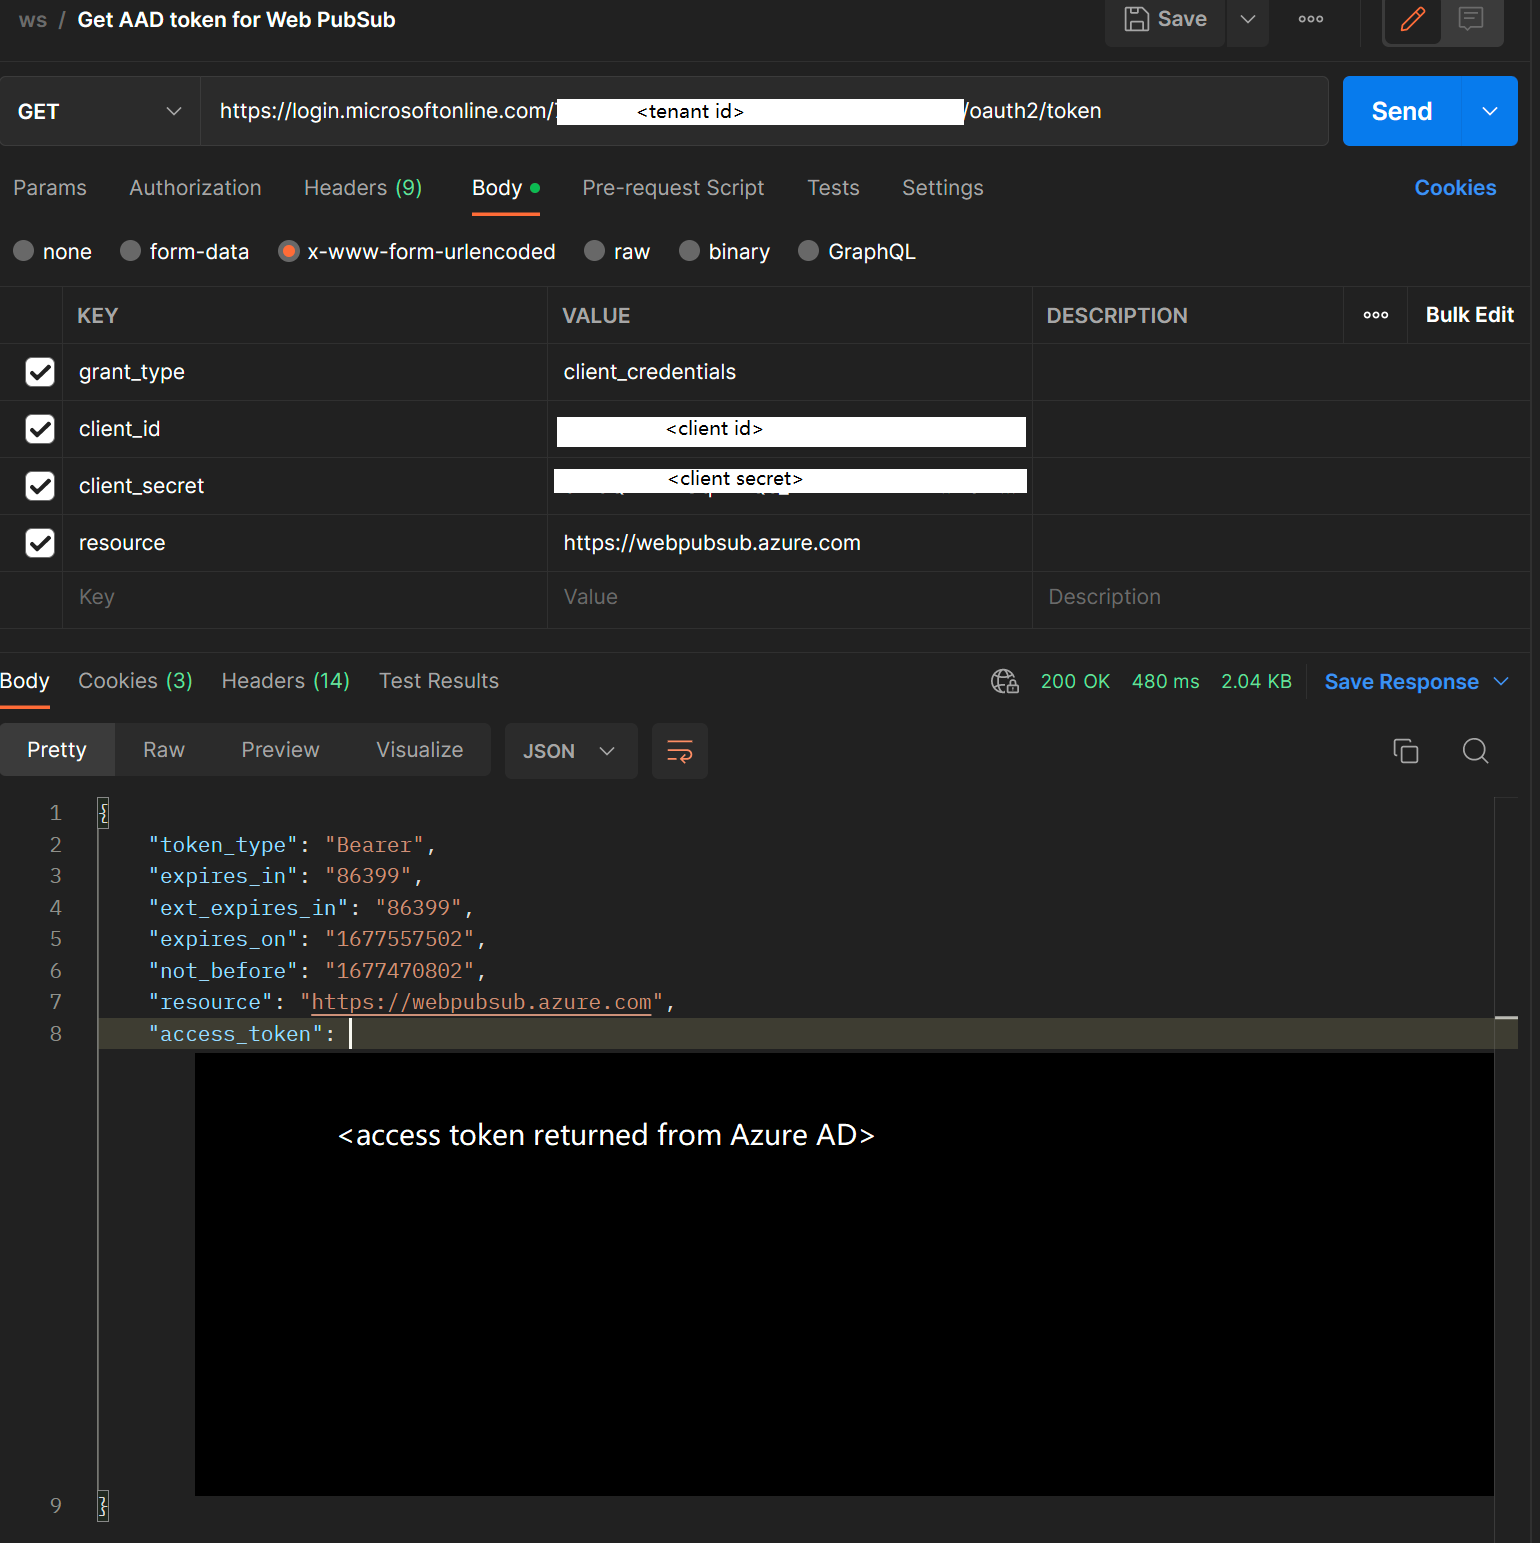 ws / Get AAD token for Web PubSub
Save
GET
https://login.microsoftonline.com/ <tenant id> /oauth2/token
Send
Params Authorization Headers (9) Body Pre-request Script Tests Settings Cookies
none form-data x-www-form-urlencoded raw binary GraphQL
KEY VALUE DESCRIPTION Bulk Edit
grant_type client_credentials
client_id <client id>
client_secret <client secret>
resource https://webpubsub.azure.com
Key Value Description
Body Cookies (3) Headers (14) Test Results 200 OK 480 ms 2.04 KB Save Response
Pretty Raw Preview Visualize JSON
1 {
2 "token_type": "Bearer",
3 "expires_in": "86399",
4 "ext_expires_in": "86399",
5 "expires_on": "1677557502",
6 "not_before": "1677470802",
7 "resource": "https://webpubsub.azure.com",
8 "access_token":
<access token returned from Azure AD>
9 }